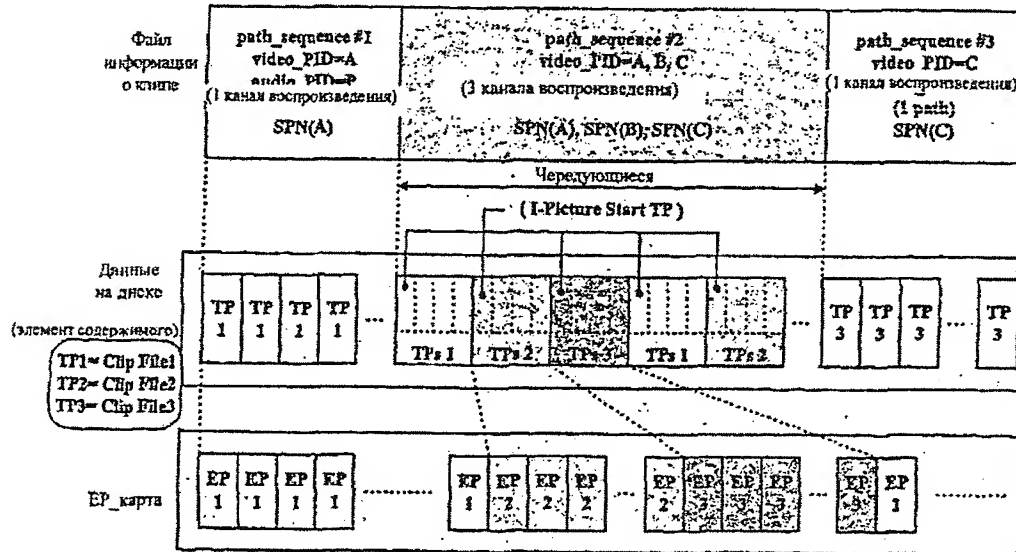 Файл
информации
о клипе
path_sequence #1
video_PID=A
audio_PID=P
(1 канал воспроизведения)
SPN(A)
path_sequence #2
video_PID=A, B, C
(3 канала воспроизведения)
SPN(A), SPN(B), SPN(C)
path_sequence #3
video_PID=C
(1 канал воспроизведения)
(1 path)
SPN(C)
Чередующиеся
( I-Picture Start TP )
Данные
на диске
(элемент содержимого)
TP1= Clip File1
TP2= Clip File2
TP3= Clip File3
TP 1 TP 1 TP 2 TP 1 ...
TPs 1 TPs 2 TPs 3 TPs 1 TPs 2 ...
TP 3 TP 3 TP 3 ... TP 3
EP_карта
EP 1 EP 1 EP 1 EP 1
EP 1 EP 2 EP 2 EP 2 ...
EP 2 EP 3 EP 3 EP 3 ...
EP 3 EP 1